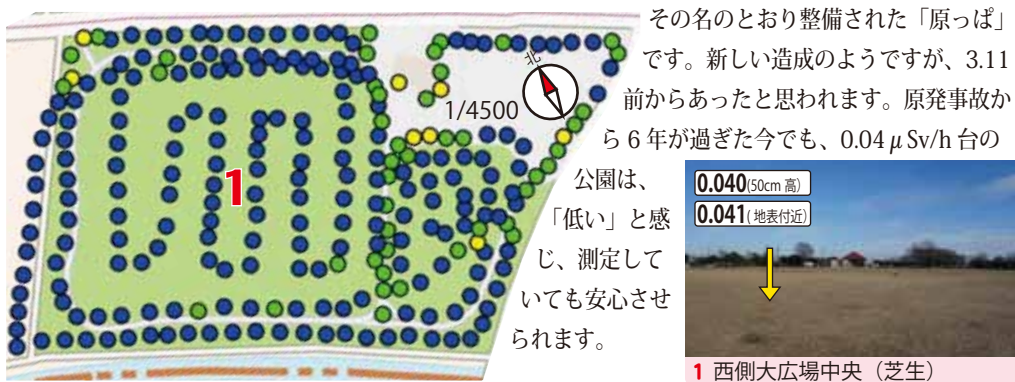 その名のとおり整備された「原っぱ」
です。新しい造成のようですが、3.11
前からあったと思われます。原発事故か
ら 6 年が過ぎた今でも、0.04 μ Sv/h 台の
公園は、
「低い」と感
じ、測定して
いても安心させ
られます。
北
1/4500
1
0.040(50cm 高)
0.041(地表付近)
1 西側大広場中央（芝生）